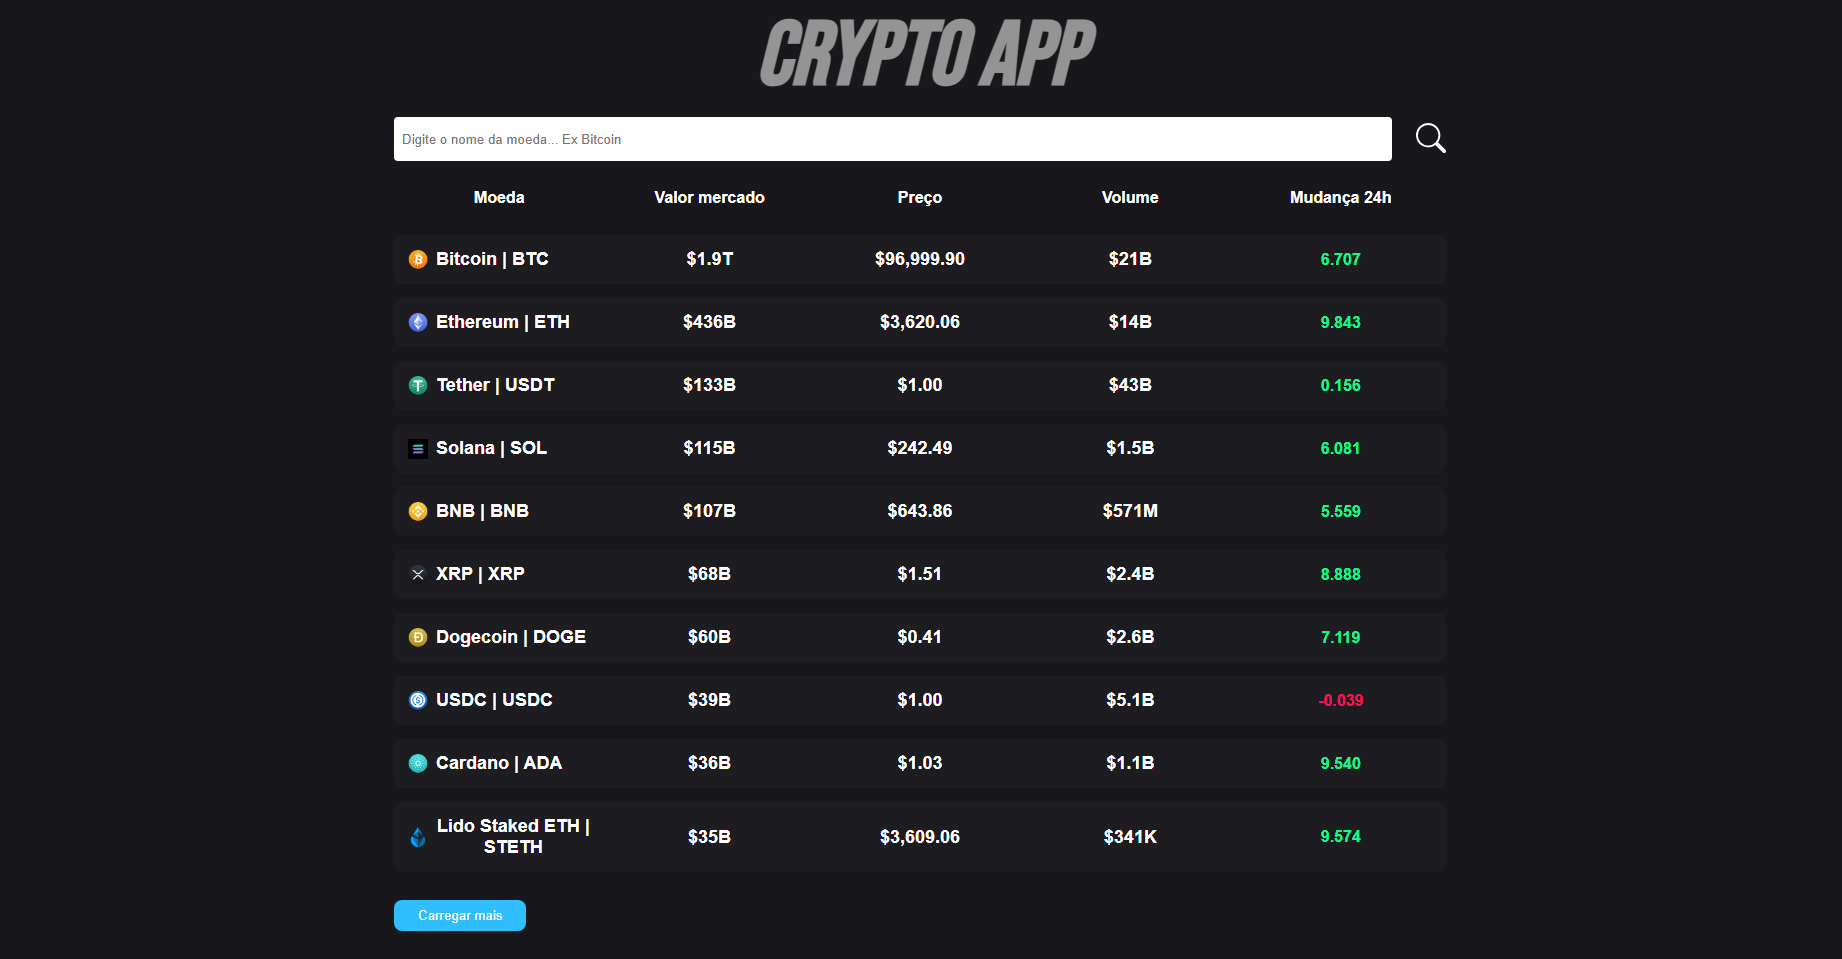 CRYPTO APP
Digite o nome da moeda... Ex Bitcoin
Moeda Valor mercado Preço Volume Mudança 24h
Bitcoin | BTC $1.9T $96,999.90 $21B 6.707
Ethereum | ETH $436B $3,620.06 $14B 9.843
Tether | USDT $133B $1.00 $43B 0.156
Solana | SOL $115B $242.49 $1.5B 6.081
BNB | BNB $107B $643.86 $571M 5.559
XRP | XRP $68B $1.51 $2.4B 8.888
Dogecoin | DOGE $60B $0.41 $2.6B 7.119
USDC | USDC $39B $1.00 $5.1B -0.039
Cardano | ADA $36B $1.03 $1.1B 9.540
Lido Staked ETH |
STETH $35B $3,609.06 $341K 9.574
Carregar mais